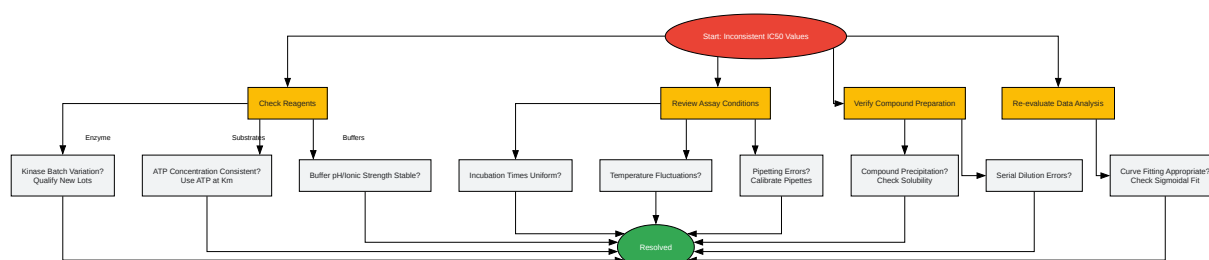 Start: Inconsistent IC50 Values
Check Reagents
Review Assay Conditions
Verify Compound Preparation
Re-evaluate Data Analysis
Enzyme
Substrates
Buffers
Kinase Batch Variation?
Qualify New Lots
ATP Concentration Consistent?
Use ATP at Km
Buffer pH/Ionic Strength Stable?
Incubation Times Uniform?
Temperature Fluctuations?
Pipetting Errors?
Calibrate Pipettes
Compound Precipitation?
Check Solubility
Serial Dilution Errors?
Curve Fitting Appropriate?
Check Sigmoidal Fit
Resolved